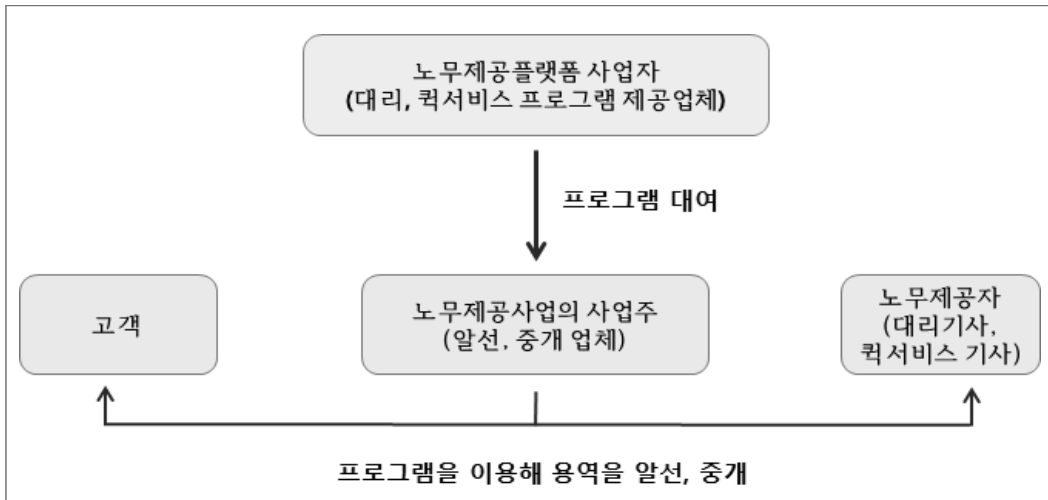 노무제공플랫폼 사업자
(대리, 퀵서비스 프로그램 제공업체)
프로그램 대여
고객
노무제공사업의 사업주
(알선, 중개 업체)
노무제공자
(대리기사,
퀵서비스 기사)
프로그램을 이용해 용역을 알선, 중개